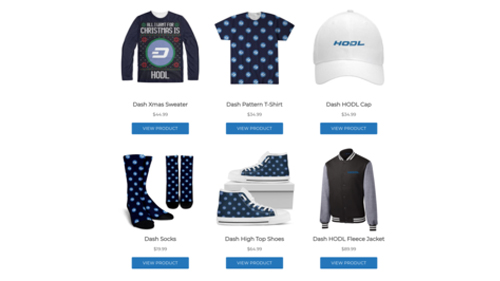 ALL I WANT FOR
CHRISTMAS IS
HODL
HODL
Dash Xmas Sweater
Dash Pattern T-Shirt
Dash HODL Cap
$44.99
$34.99
$24.99
VIEW PRODUCT
VIEW PRODUCT
VIEW PRODUCT
Dash Socks
Dash High Top Shoes
Dash HODL Fleece Jacket
$19.99
$64.99
$89.99
VIEW PRODUCT
VIEW PRODUCT
VIEW PRODUCT